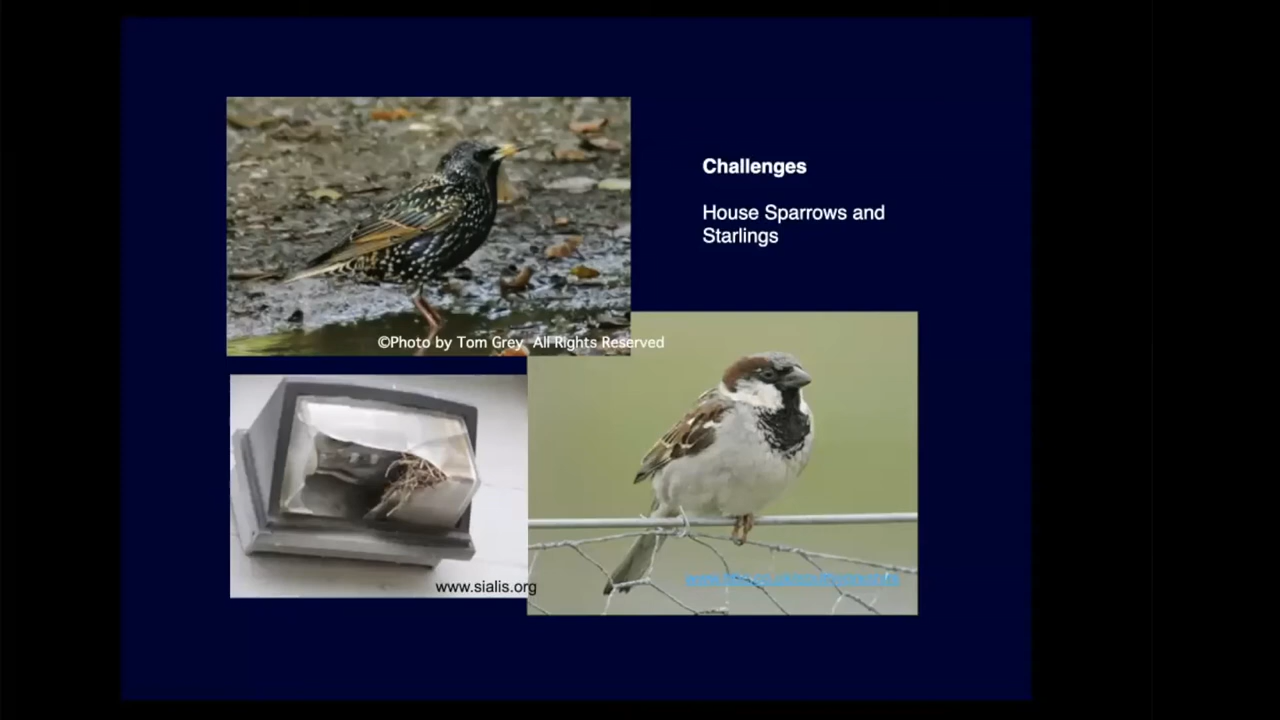 Challenges
House Sparrows and
Starlings
©Photo by Tom Grey All Rights Reserved
www.sialis.org